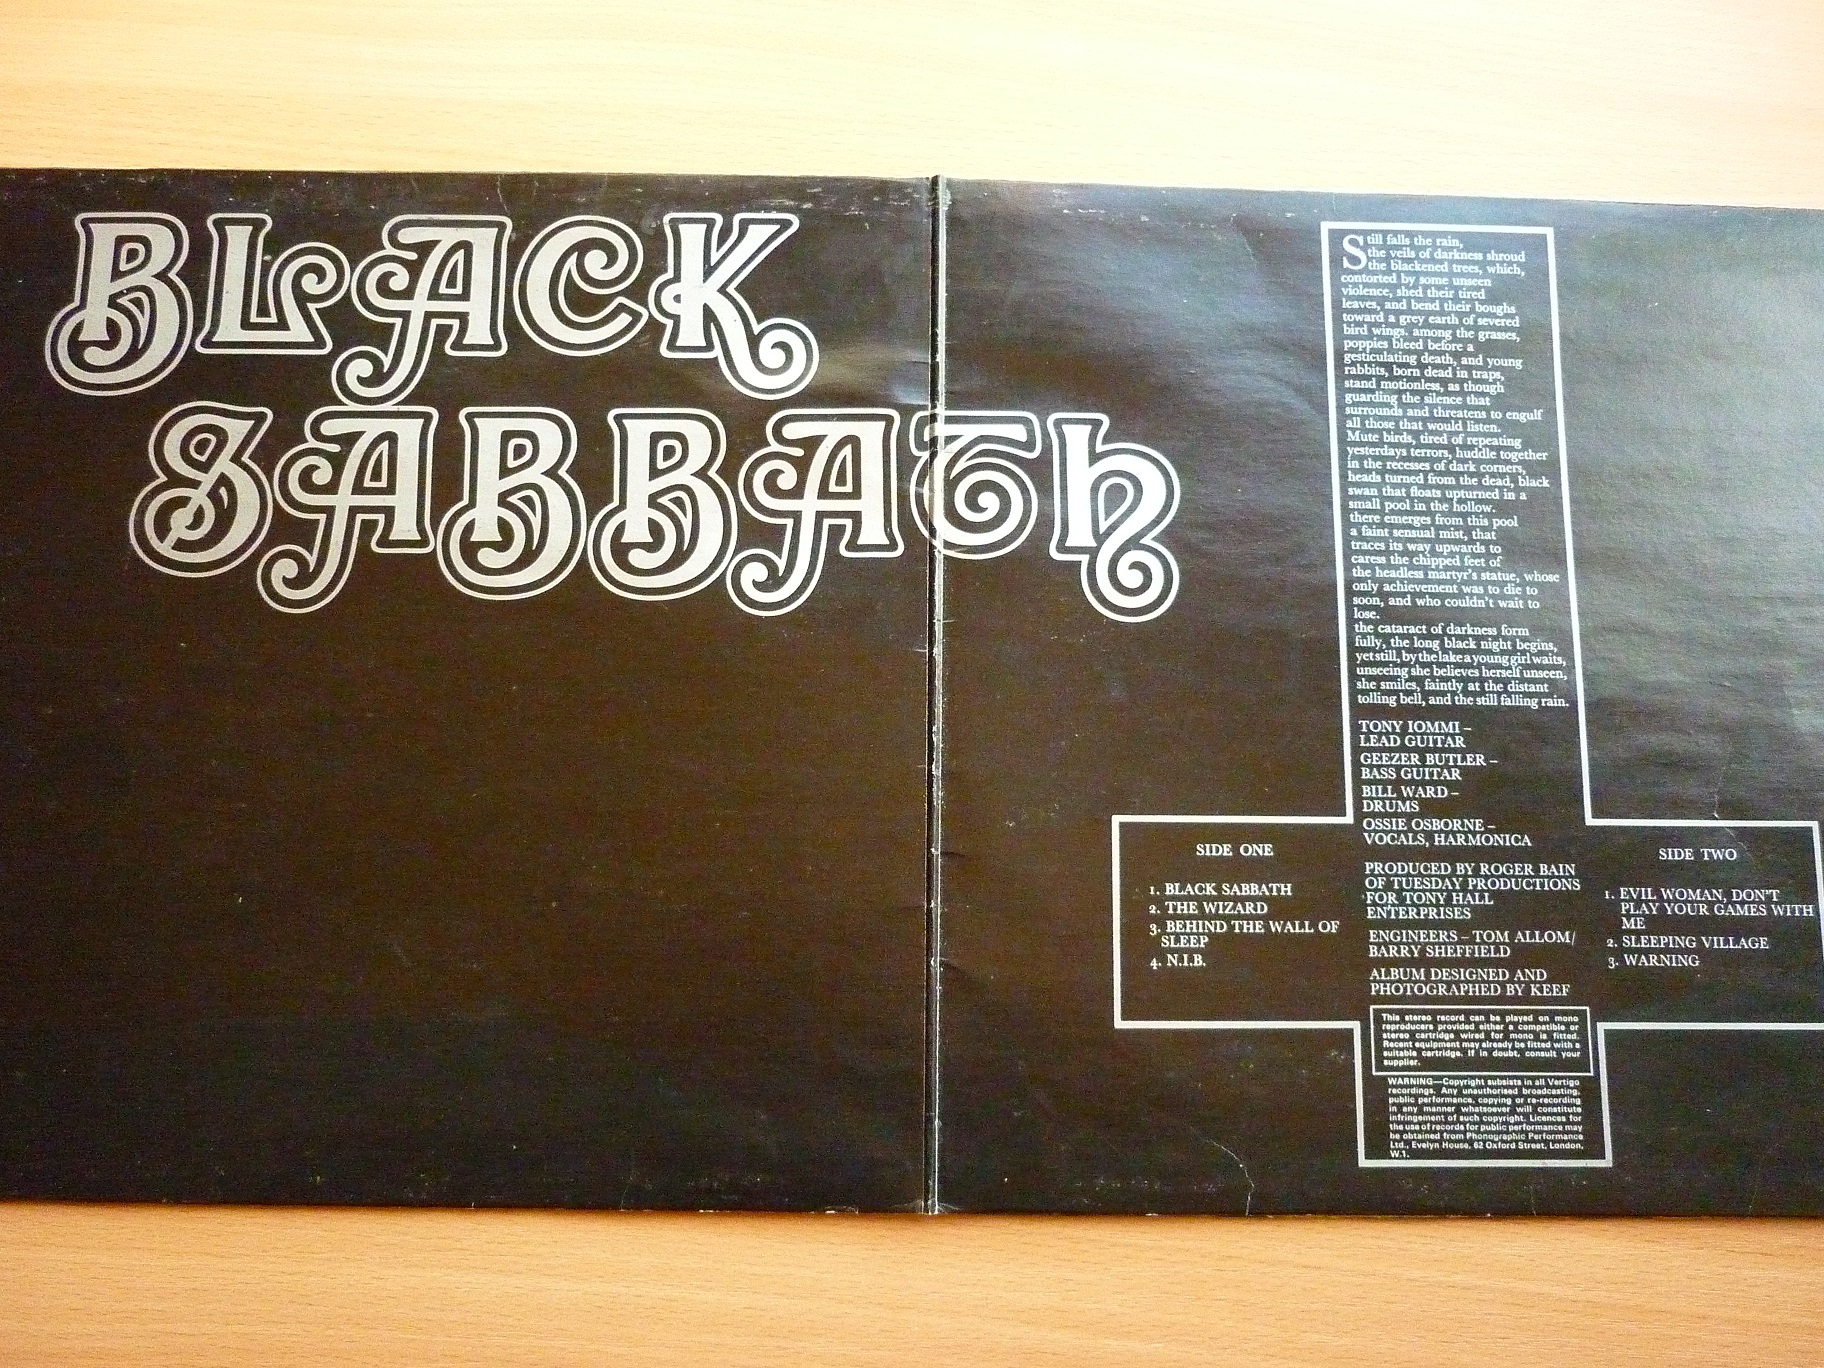 BLACK
SABBATH
Still falls the rain,
the veils of darkness shroud
the blackened trees, which,
contorted by some unseen
violence, shed their tired
leaves, and bend their boughs
toward a grey earth of severed
bird wings. among the grasses,
poppies bleed before a
gesticulating death, and young
rabbits, born dead in traps,
stand motionless, as though
guarding the silence that
surrounds and threatens to engulf
all those that would listen.
Mute birds, tired of repeating
yesterdays terrors, huddle together
in the recesses of dark corners,
heads turned from the dead, black
swan that floats upturned in a
small pool in the hollow.
there emerges from this pool
a faint sensual mist, that
traces its way upwards to
caress the chipped feet of
the headless martyr's statue, whose
only achievement was to die to
soon, and who couldn't wait to
lose.
the cataract of darkness form
fully, the long black night begins,
yet still, by the lake a young girl waits,
unseeing she believes herself unseen,
she smiles, faintly at the distant
tolling bell, and the still falling rain.
TONY IOMMI –
LEAD GUITAR
GEEZER BUTLER –
BASS GUITAR
BILL WARD –
DRUMS
OSSIE OSBORNE –
VOCALS, HARMONICA
PRODUCED BY ROGER BAIN
OF TUESDAY PRODUCTIONS
FOR TONY HALL
ENTERPRISES
ENGINEERS – TOM ALLOM/
BARRY SHEFFIELD
ALBUM DESIGNED AND
PHOTOGRAPHED BY KEEF
SIDE ONE
1. BLACK SABBATH
2. THE WIZARD
3. BEHIND THE WALL OF
SLEEP
4. N.I.B.
SIDE TWO
1. EVIL WOMAN, DON'T
PLAY YOUR GAMES WITH
ME
2. SLEEPING VILLAGE
3. WARNING
This stereo record can be played on mono
reproducers provided either a compatible or
stereo cartridge wired for mono is fitted.
Recent equipment may already be fitted with a
suitable cartridge. If in doubt, consult your
supplier.
WARNING—Copyright subsists in all Vertigo
recordings. Any unauthorised broadcasting,
public performance, copying or re-recording
in any manner whatsoever will constitute
infringement of such copyright. Licences for
the use of records for public performance may
be obtained from Phonographic Performance
Ltd., Evelyn House, 62 Oxford Street, London,
W.1.